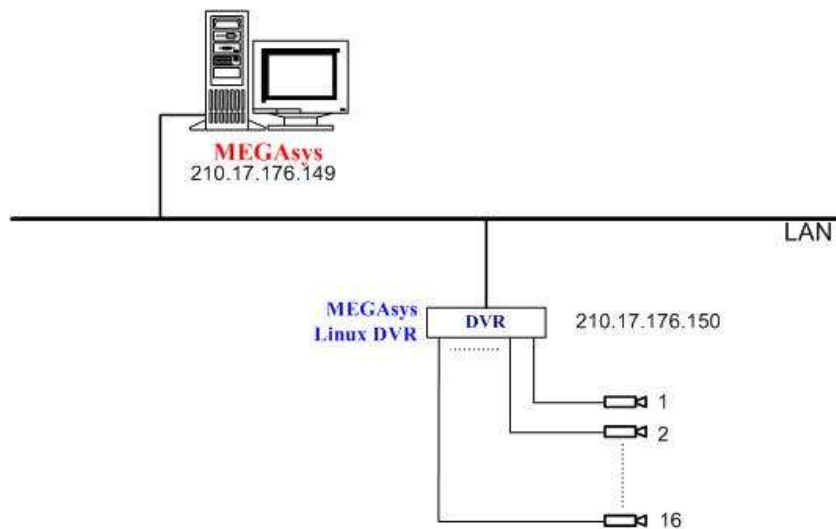 MEGAsys
210.17.176.149
LAN
MEGAsys
Linux DVR
DVR
210.17.176.150
1
2
16